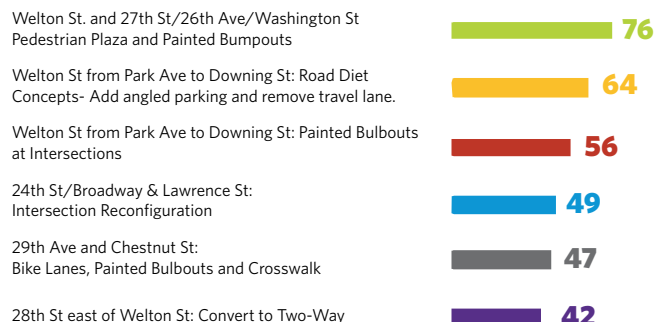 Welton St. and 27th St/26th Ave/Washington St
Pedestrian Plaza and Painted Bumpouts
76
Welton St from Park Ave to Downing St: Road Diet
Concepts- Add angled parking and remove travel lane.
64
Welton St from Park Ave to Downing St: Painted Bulbouts
at Intersections
56
24th St/Broadway & Lawrence St:
Intersection Reconfiguration
49
29th Ave and Chestnut St:
Bike Lanes, Painted Bulbouts and Crosswalk
47
28th St east of Welton St: Convert to Two-Way
42